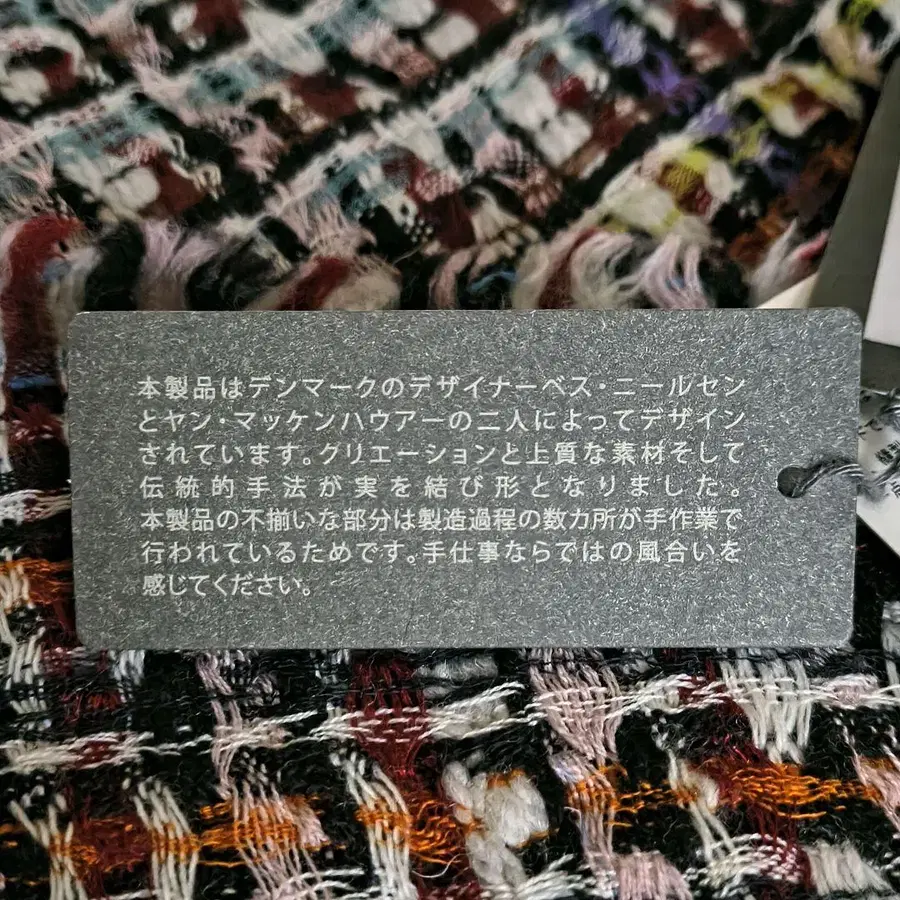 本製品はデンマークのデザイナーベス・ニールセン
とヤン・マッケンハウアーの二人によってデザイン
されています。クリエーションと上質な素材そして
伝統的手法が実を結び形となりました。
本製品の不揃いな部分は製造過程の数カ所が手作業で
行われているためです。手仕事ならではの風合いを
感じてください。